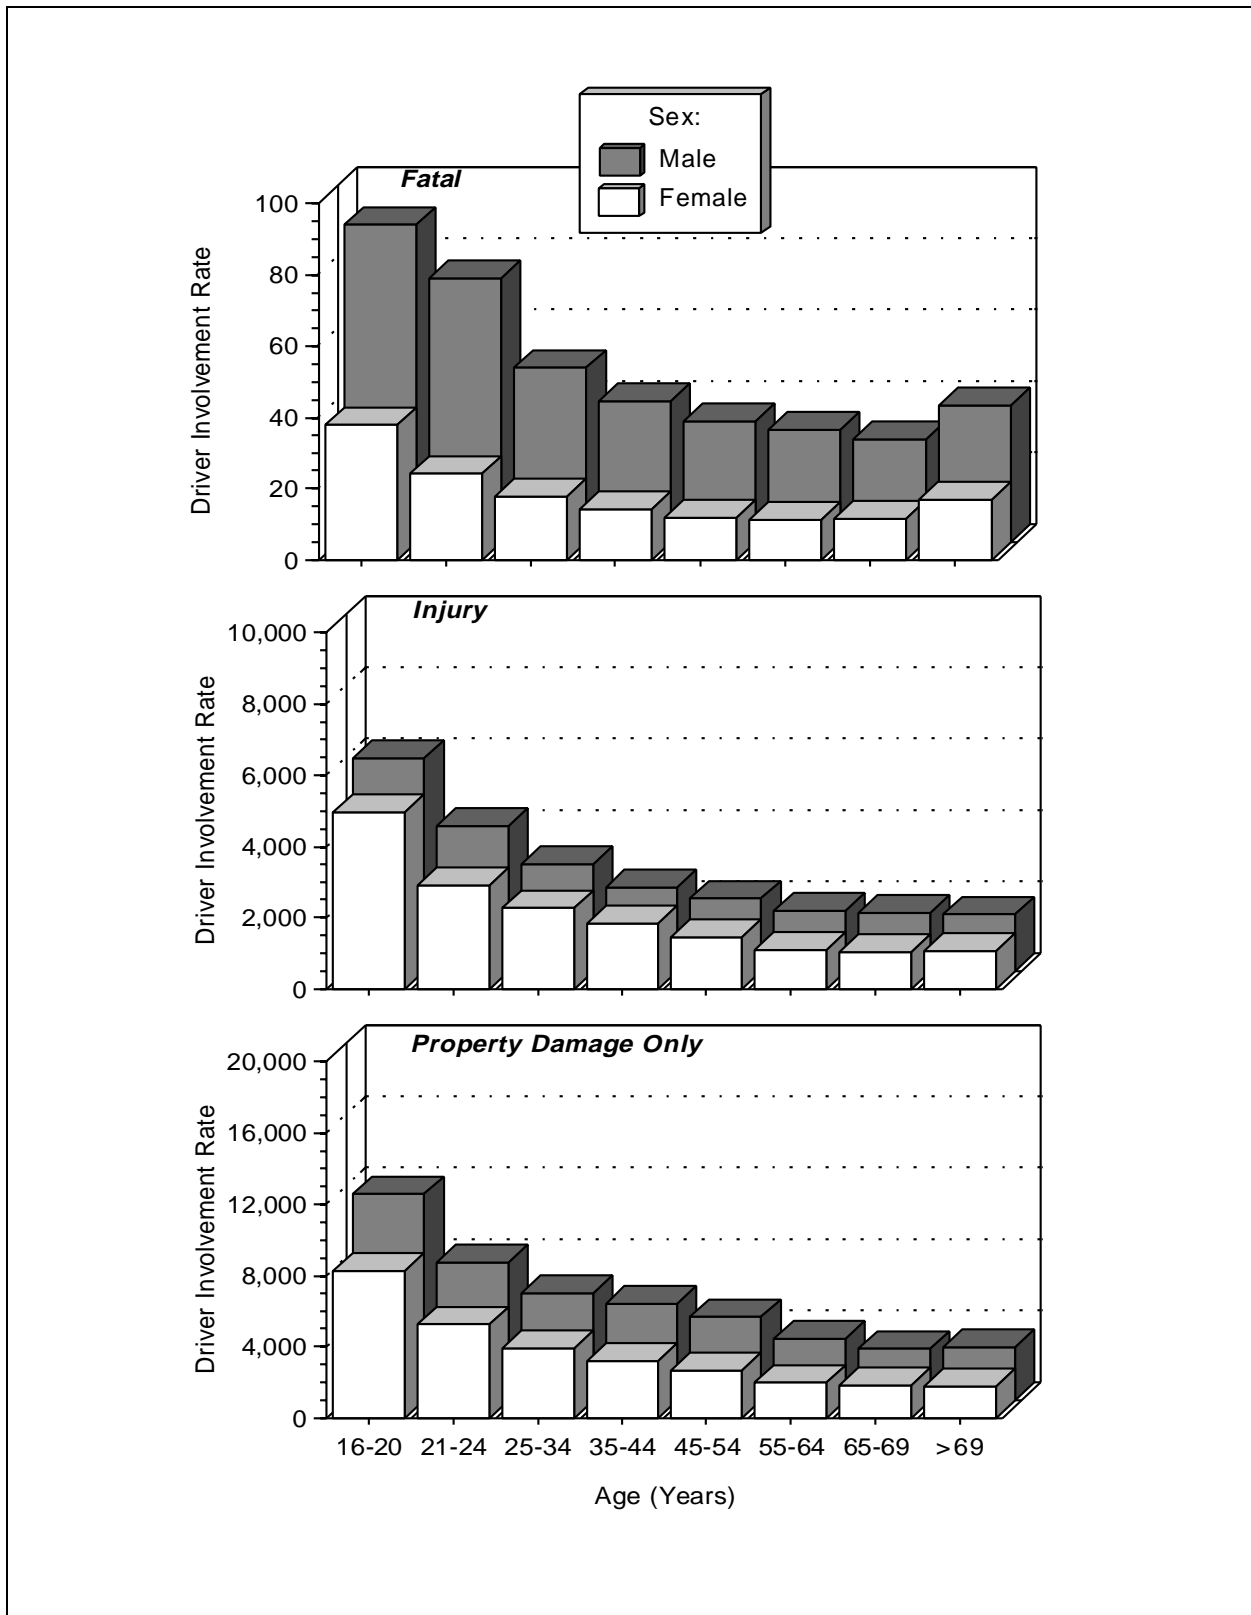 Sex:
Male
Female
Fatal
100
80
60
40
20
0
Driver Involvement Rate
Injury
10,000
8,000
6,000
4,000
2,000
0
Driver Involvement Rate
Property Damage Only
20,000
16,000
12,000
8,000
4,000
0
Driver Involvement Rate
16-20 21-24 25-34 35-44 45-54 55-64 65-69 >69
Age (Years)